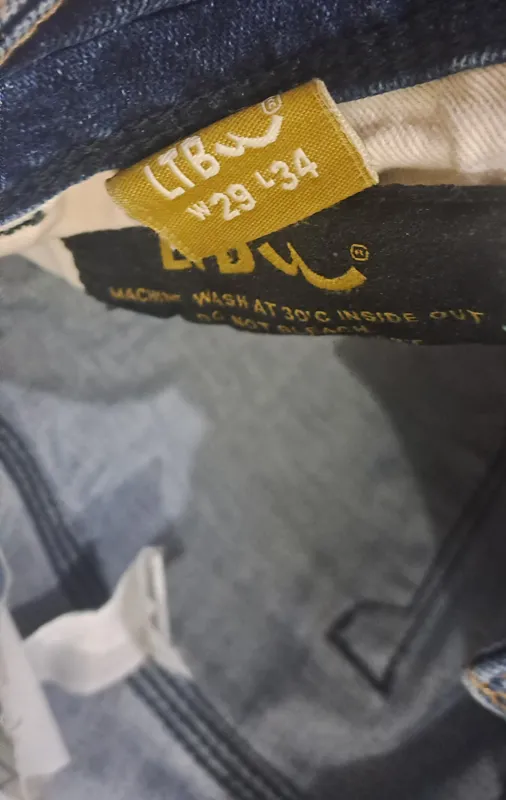 LTB ®
W29 L34
LTB ®
MACHINE WASH AT 30°C INSIDE OUT
DO NOT BLEACH